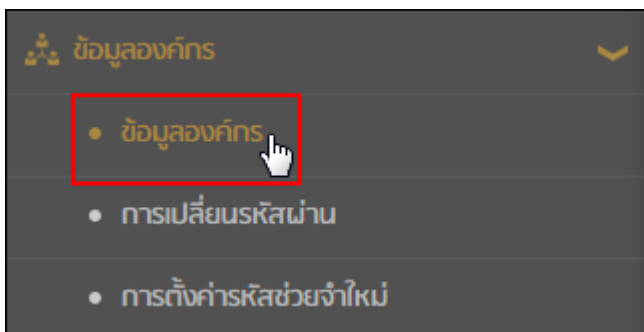 ข้อมูลองค์กร
ข้อมูลองค์กร
การเปลี่ยนรหัสผ่าน
การตั้งค่ารหัสช่วยจำใหม่